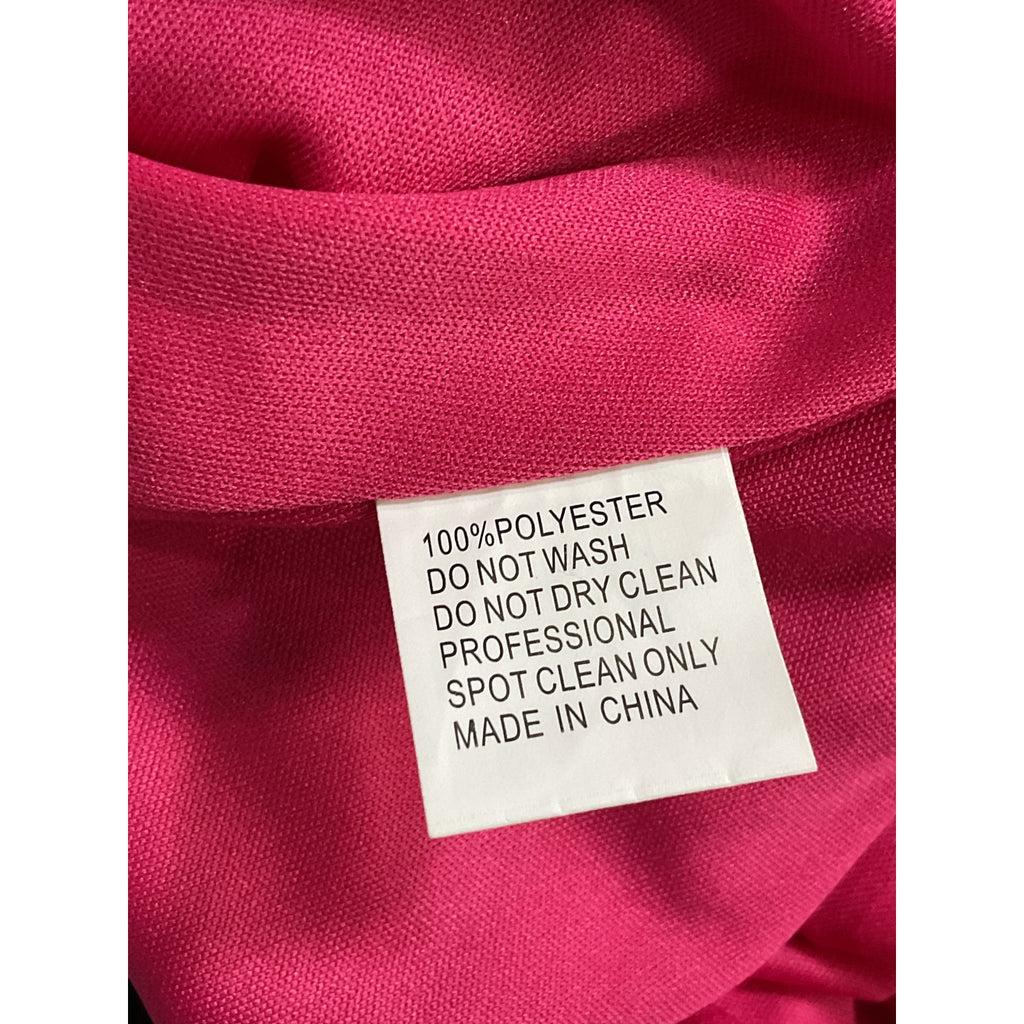 100%POLYESTER
DO NOT WASH
DO NOT DRY CLEAN
PROFESSIONAL
SPOT CLEAN ONLY
MADE IN CHINA